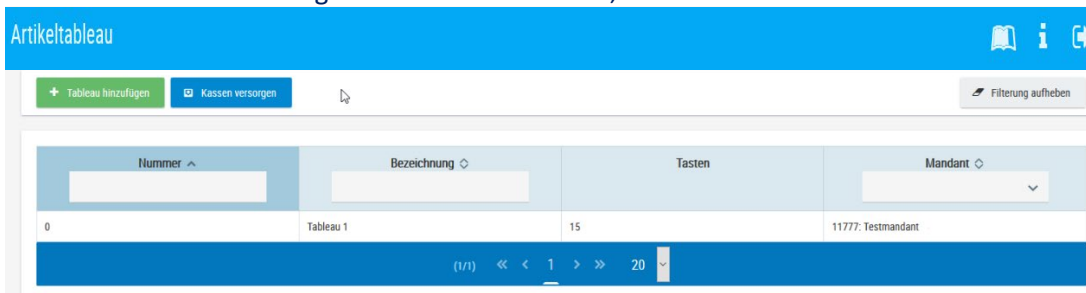 Artikeltableau
+ Tableau hinzufügen Kassen versorgen Filterung aufheben
Nummer Bezeichnung Tasten Mandant
0 Tableau 1 15 11777: Testmandant
(1/1) « < 1 > » 20